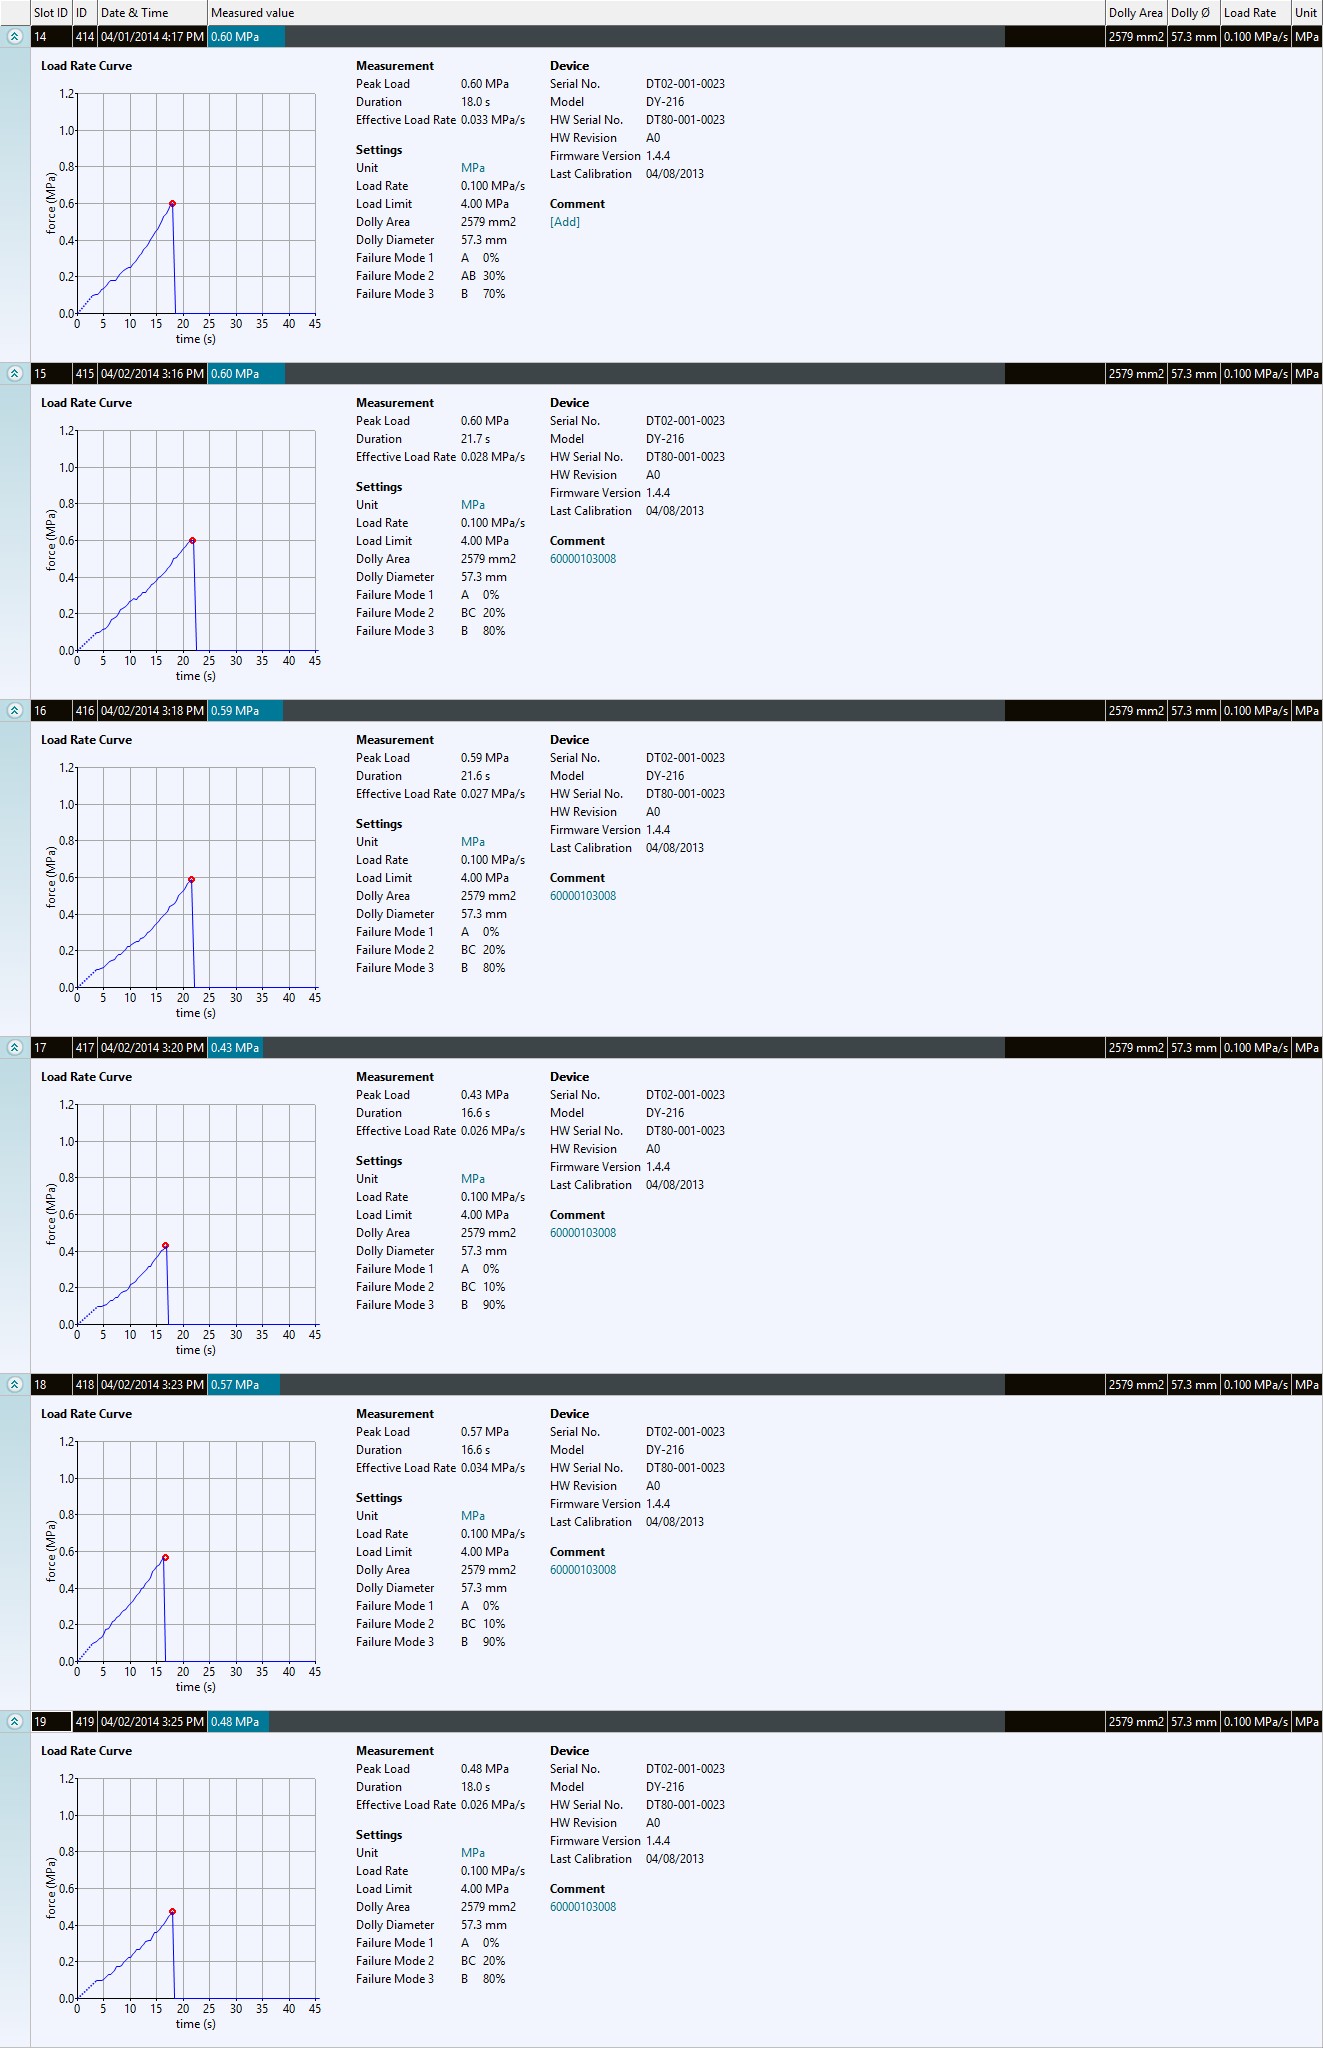 Slot ID ID Date & Time Measured value Dolly Area Dolly Ø Load Rate Unit
14 414 04/01/2014 4:17 PM 0.60 MPa 2579 mm2 57.3 mm 0.100 MPa/s MPa
Load Rate Curve
1.2
1.0
0.8
0.6
0.4
0.2
0.0
force (MPa)
0 5 10 15 20 25 30 35 40 45
time (s)
Measurement
Peak Load 0.60 MPa
Duration 18.0 s
Effective Load Rate 0.033 MPa/s
Settings
Unit MPa
Load Rate 0.100 MPa/s
Load Limit 4.00 MPa
Dolly Area 2579 mm2
Dolly Diameter 57.3 mm
Failure Mode 1 A 0%
Failure Mode 2 AB 30%
Failure Mode 3 B 70%
Device
Serial No. DT02-001-0023
Model DY-216
HW Serial No. DT80-001-0023
HW Revision A0
Firmware Version 1.4.4
Last Calibration 04/08/2013
Comment
[Add]
15 415 04/02/2014 3:16 PM 0.60 MPa 2579 mm2 57.3 mm 0.100 MPa/s MPa
Load Rate Curve
1.2
1.0
0.8
0.6
0.4
0.2
0.0
force (MPa)
0 5 10 15 20 25 30 35 40 45
time (s)
Measurement
Peak Load 0.60 MPa
Duration 21.7 s
Effective Load Rate 0.028 MPa/s
Settings
Unit MPa
Load Rate 0.100 MPa/s
Load Limit 4.00 MPa
Dolly Area 2579 mm2
Dolly Diameter 57.3 mm
Failure Mode 1 A 0%
Failure Mode 2 BC 20%
Failure Mode 3 B 80%
Device
Serial No. DT02-001-0023
Model DY-216
HW Serial No. DT80-001-0023
HW Revision A0
Firmware Version 1.4.4
Last Calibration 04/08/2013
Comment
60000103008
16 416 04/02/2014 3:18 PM 0.59 MPa 2579 mm2 57.3 mm 0.100 MPa/s MPa
Load Rate Curve
1.2
1.0
0.8
0.6
0.4
0.2
0.0
force (MPa)
0 5 10 15 20 25 30 35 40 45
time (s)
Measurement
Peak Load 0.59 MPa
Duration 21.6 s
Effective Load Rate 0.027 MPa/s
Settings
Unit MPa
Load Rate 0.100 MPa/s
Load Limit 4.00 MPa
Dolly Area 2579 mm2
Dolly Diameter 57.3 mm
Failure Mode 1 A 0%
Failure Mode 2 BC 20%
Failure Mode 3 B 80%
Device
Serial No. DT02-001-0023
Model DY-216
HW Serial No. DT80-001-0023
HW Revision A0
Firmware Version 1.4.4
Last Calibration 04/08/2013
Comment
60000103008
17 417 04/02/2014 3:20 PM 0.43 MPa 2579 mm2 57.3 mm 0.100 MPa/s MPa
Load Rate Curve
1.2
1.0
0.8
0.6
0.4
0.2
0.0
force (MPa)
0 5 10 15 20 25 30 35 40 45
time (s)
Measurement
Peak Load 0.43 MPa
Duration 16.6 s
Effective Load Rate 0.026 MPa/s
Settings
Unit MPa
Load Rate 0.100 MPa/s
Load Limit 4.00 MPa
Dolly Area 2579 mm2
Dolly Diameter 57.3 mm
Failure Mode 1 A 0%
Failure Mode 2 BC 10%
Failure Mode 3 B 90%
Device
Serial No. DT02-001-0023
Model DY-216
HW Serial No. DT80-001-0023
HW Revision A0
Firmware Version 1.4.4
Last Calibration 04/08/2013
Comment
60000103008
18 418 04/02/2014 3:23 PM 0.57 MPa 2579 mm2 57.3 mm 0.100 MPa/s MPa
Load Rate Curve
1.2
1.0
0.8
0.6
0.4
0.2
0.0
force (MPa)
0 5 10 15 20 25 30 35 40 45
time (s)
Measurement
Peak Load 0.57 MPa
Duration 16.6 s
Effective Load Rate 0.034 MPa/s
Settings
Unit MPa
Load Rate 0.100 MPa/s
Load Limit 4.00 MPa
Dolly Area 2579 mm2
Dolly Diameter 57.3 mm
Failure Mode 1 A 0%
Failure Mode 2 BC 10%
Failure Mode 3 B 90%
Device
Serial No. DT02-001-0023
Model DY-216
HW Serial No. DT80-001-0023
HW Revision A0
Firmware Version 1.4.4
Last Calibration 04/08/2013
Comment
60000103008
19 419 04/02/2014 3:25 PM 0.48 MPa 2579 mm2 57.3 mm 0.100 MPa/s MPa
Load Rate Curve
1.2
1.0
0.8
0.6
0.4
0.2
0.0
force (MPa)
0 5 10 15 20 25 30 35 40 45
time (s)
Measurement
Peak Load 0.48 MPa
Duration 18.0 s
Effective Load Rate 0.026 MPa/s
Settings
Unit MPa
Load Rate 0.100 MPa/s
Load Limit 4.00 MPa
Dolly Area 2579 mm2
Dolly Diameter 57.3 mm
Failure Mode 1 A 0%
Failure Mode 2 BC 20%
Failure Mode 3 B 80%
Device
Serial No. DT02-001-0023
Model DY-216
HW Serial No. DT80-001-0023
HW Revision A0
Firmware Version 1.4.4
Last Calibration 04/08/2013
Comment
60000103008